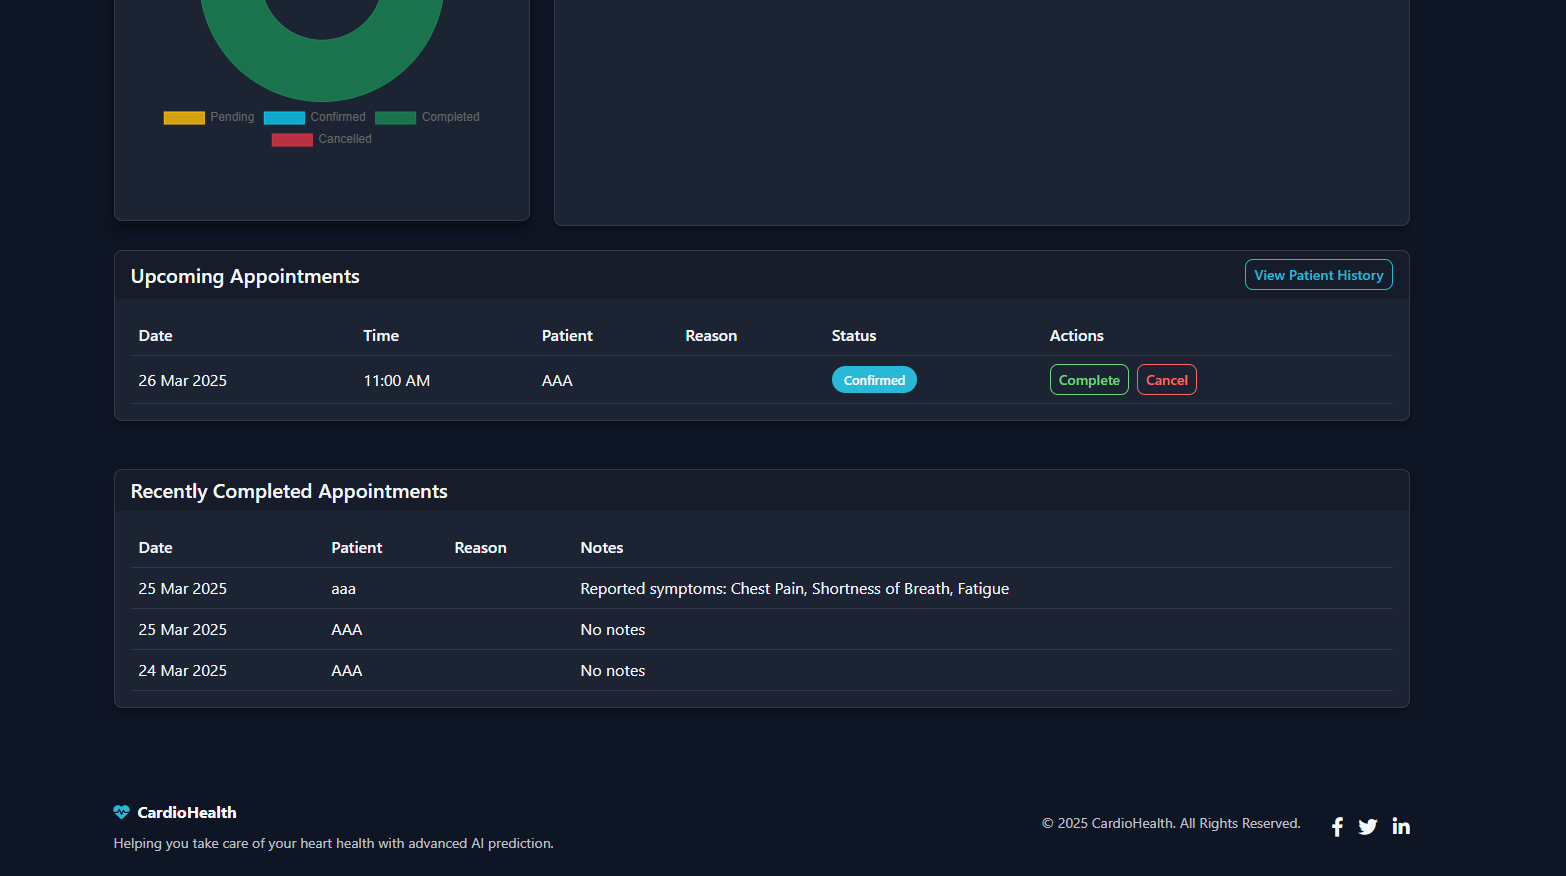 Pending Confirmed Completed
Cancelled
Upcoming Appointments View Patient History
Date Time Patient Reason Status Actions
26 Mar 2025 11:00 AM AAA Confirmed Complete Cancel
Recently Completed Appointments
Date Patient Reason Notes
25 Mar 2025 aaa Reported symptoms: Chest Pain, Shortness of Breath, Fatigue
25 Mar 2025 AAA No notes
24 Mar 2025 AAA No notes
CardioHealth
Helping you take care of your heart health with advanced AI prediction.
© 2025 CardioHealth. All Rights Reserved.